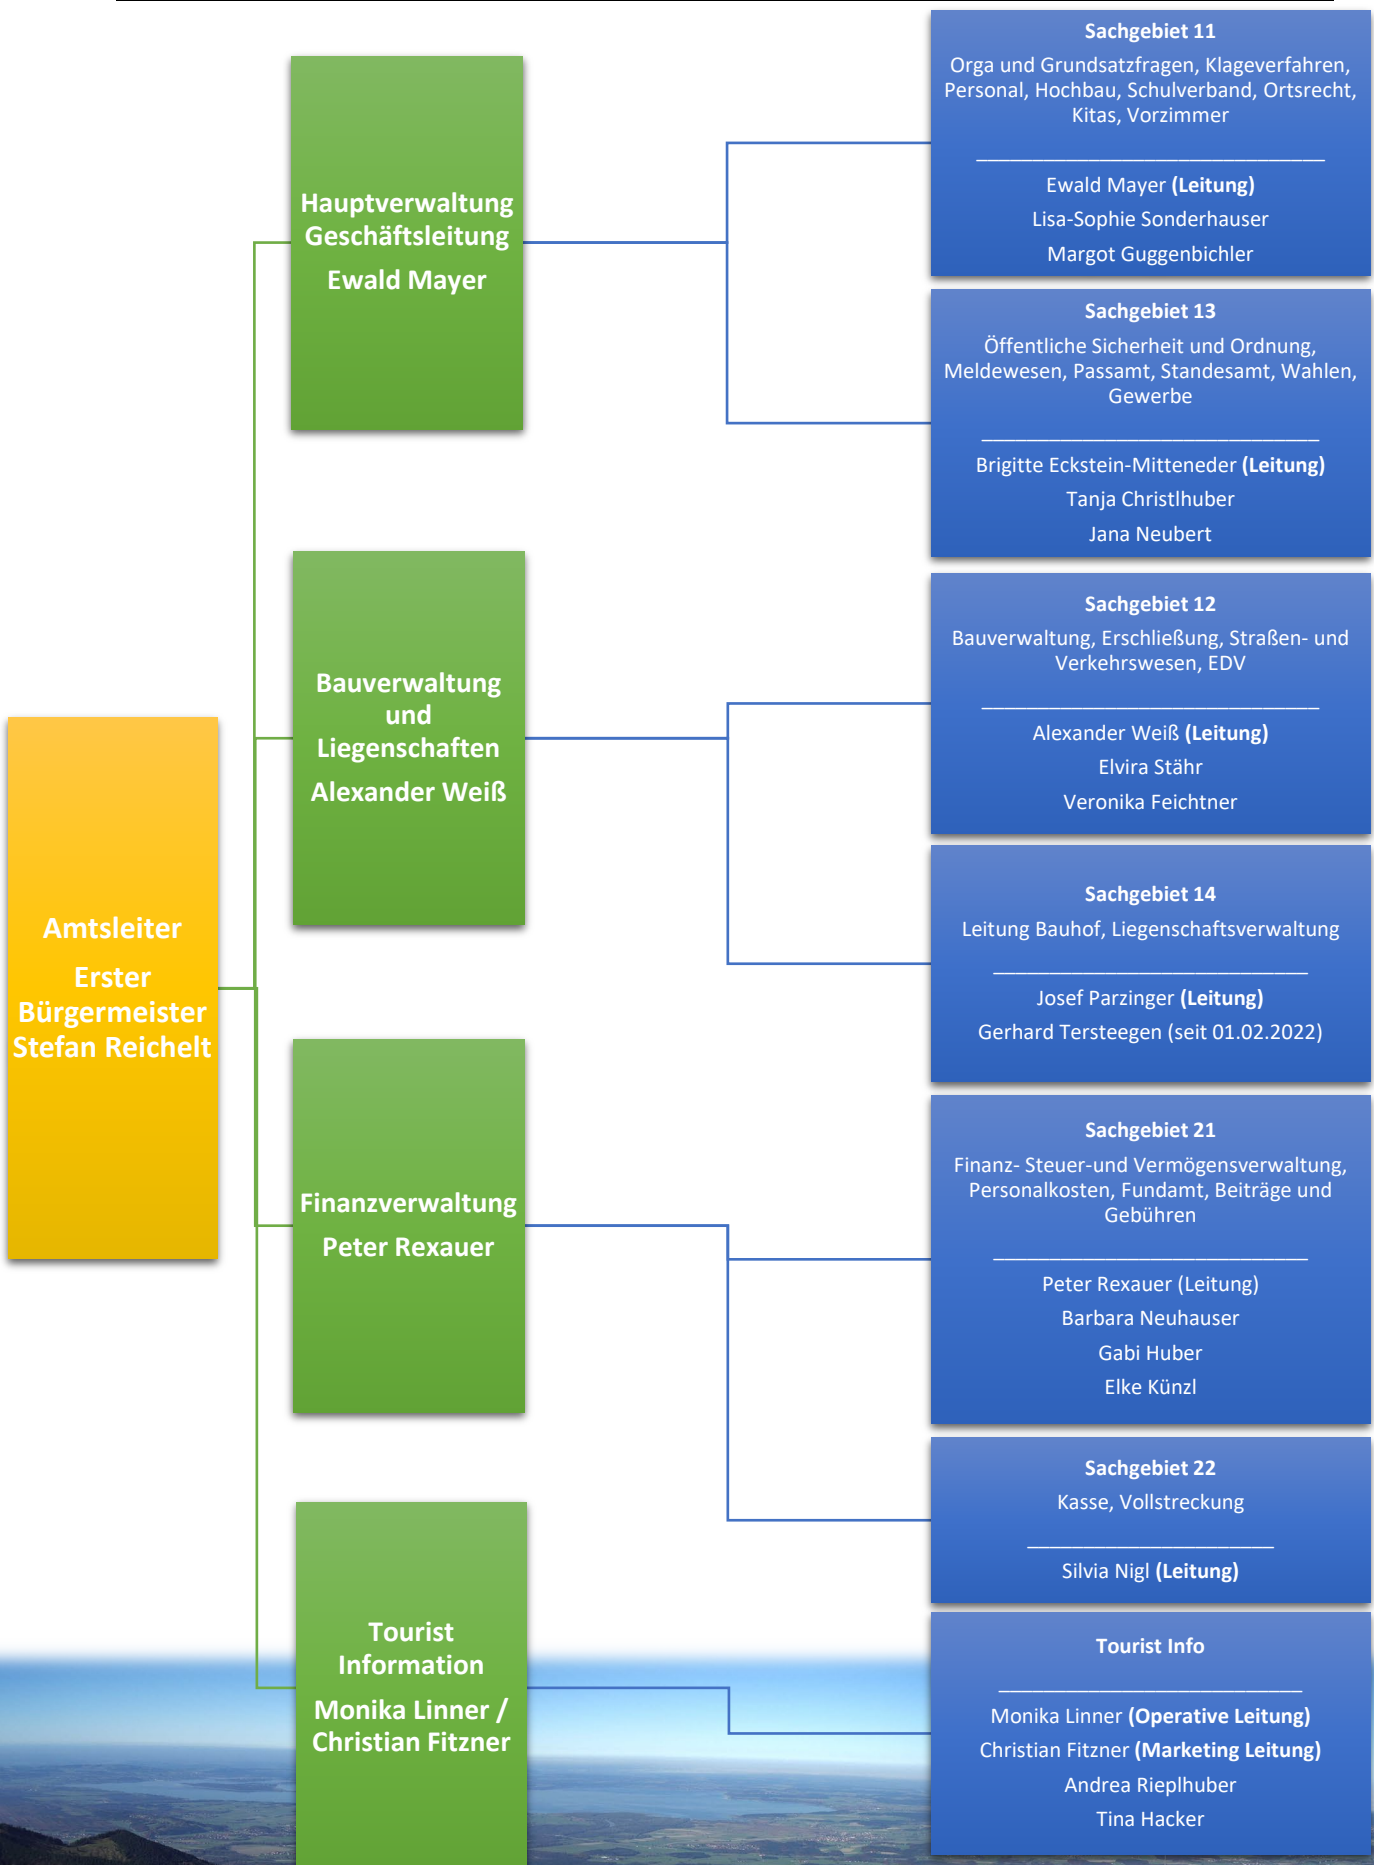 Amtsleiter
Erster
Bürgermeister
Stefan Reichelt
Hauptverwaltung
Geschäftsleitung
Ewald Mayer
Sachgebiet 11
Orga und Grundsatzfragen, Klageverfahren,
Personal, Hochbau, Schulverband, Ortsrecht,
Kitas, Vorzimmer
Ewald Mayer (Leitung)
Lisa-Sophie Sonderhauser
Margot Guggenbichler
Sachgebiet 13
Öffentliche Sicherheit und Ordnung,
Meldewesen, Passamt, Standesamt, Wahlen,
Gewerbe
Brigitte Eckstein-Mitteneder (Leitung)
Tanja Christlhuber
Jana Neubert
Bauverwaltung
und
Liegenschaften
Alexander Weiß
Sachgebiet 12
Bauverwaltung, Erschließung, Straßen- und
Verkehrswesen, EDV
Alexander Weiß (Leitung)
Elvira Stähr
Veronika Feichtner
Sachgebiet 14
Leitung Bauhof, Liegenschaftsverwaltung
Josef Parzinger (Leitung)
Gerhard Tersteegen (seit 01.02.2022)
Finanzverwaltung
Peter Rexauer
Sachgebiet 21
Finanz- Steuer-und Vermögensverwaltung,
Personalkosten, Fundamt, Beiträge und
Gebühren
Peter Rexauer (Leitung)
Barbara Neuhauser
Gabi Huber
Elke Künzl
Sachgebiet 22
Kasse, Vollstreckung
Silvia Nigl (Leitung)
Tourist
Information
Monika Linner /
Christian Fitzner
Tourist Info
Monika Linner (Operative Leitung)
Christian Fitzner (Marketing Leitung)
Andrea Rieplhuber
Tina Hacker